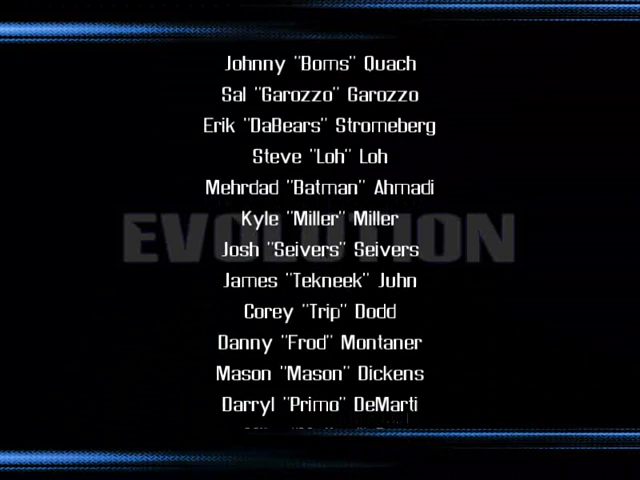 Johnny "Boms" Quach
Sal "Garozzo" Garozzo
Erik "DaBears" Stromeberg
Steve "Loh" Loh
Mehrdad "Batman" Ahmadi
EVOLUTION
Kyle "Miller" Miller
Josh "Seivers" Seivers
James "Tekneek" Juhn
Corey "Trip" Dodd
Danny "Frod" Montaner
Mason "Mason" Dickens
Darryl "Primo" DeMarti